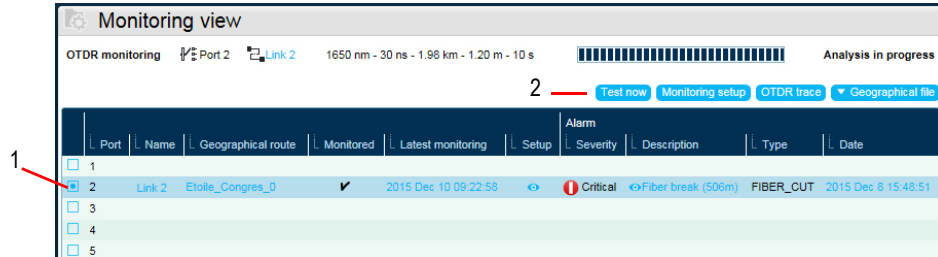 Monitoring view
OTDR monitoring Port 2 Link 2 1650 nm - 30 ns - 1.98 km - 1.20 m - 10 s Analysis in progress
2 Test now Monitoring setup OTDR trace Geographical file
Alarm
Port Name Geographical route Monitored Latest monitoring Setup Severity Description Type Date
1
1
2 Link 2 Etoile_Congres_0 2015 Dec 10 09:22:58 Critical Fiber break (506m) FIBER_CUT 2015 Dec 8 15:48:51
3
4
5